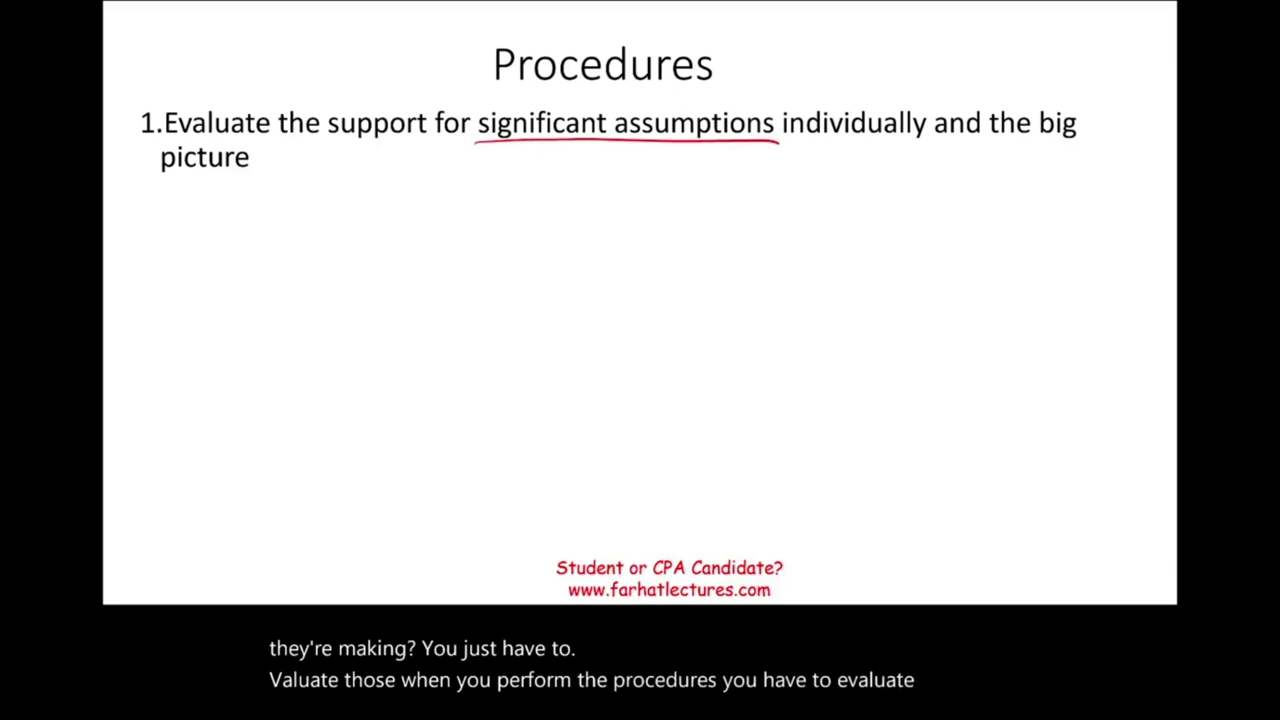 Procedures
1.Evaluate the support for significant assumptions individually and the big
picture
Student or CPA Candidate?
www.farhatlectures.com
they're making? You just have to.
Valuate those when you perform the procedures you have to evaluate